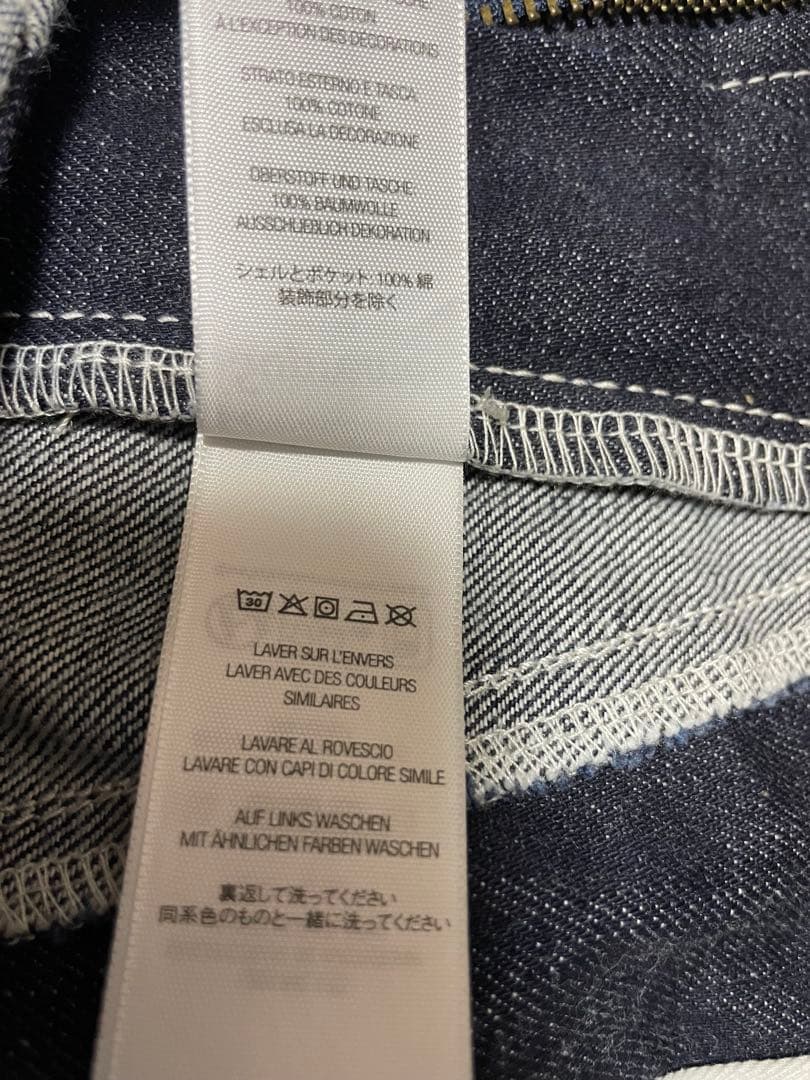 100% COTON
À L'EXCEPTION DES DECORATIONS
STRATO ESTERNO E TASCA:
100% COTONE
ESCLUSA LA DECORAZIONE
OBERSTOFF UND TASCHE:
100% BAUMWOLLE
AUSSCHLIEBLICH DEKORATION
シェルとポケット: 100% 綿
装飾部分を除く
30
LAVER SUR L'ENVERS
LAVER AVEC DES COULEURS
SIMILAIRES
LAVARE AL ROVESCIO
LAVARE CON CAPI DI COLORE SIMILE
AUF LINKS WASCHEN
MIT ÄHNLICHEN FARBEN WASCHEN
裏返して洗ってください
同系色のものと一緒に洗ってください